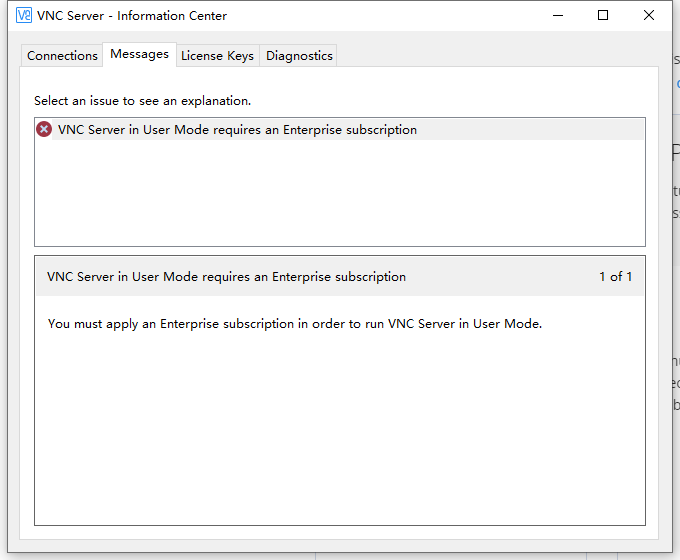 VNC Server - Information Center
Connections Messages License Keys Diagnostics
Select an issue to see an explanation.
VNC Server in User Mode requires an Enterprise subscription
VNC Server in User Mode requires an Enterprise subscription 1 of 1
You must apply an Enterprise subscription in order to run VNC Server in User Mode.